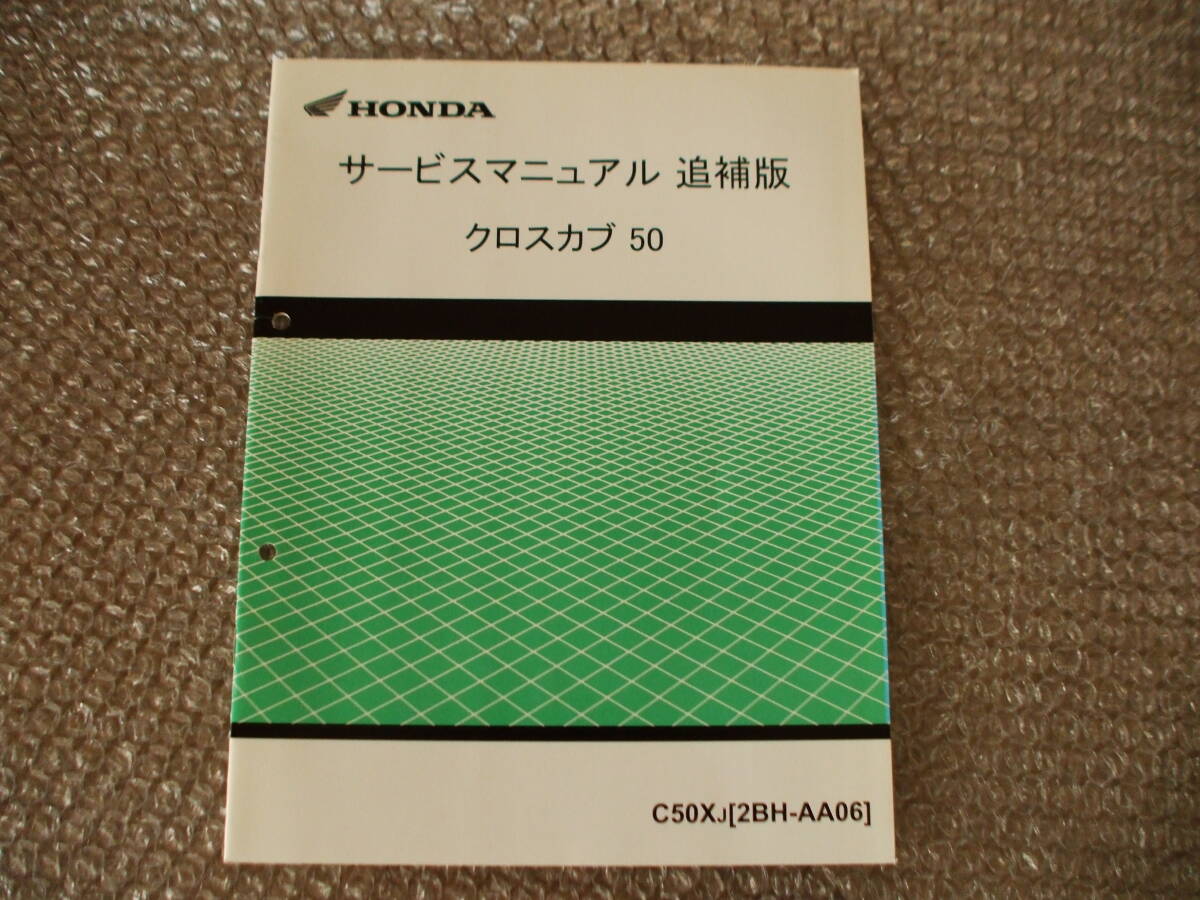 HONDA
サービスマニュアル 追補版
クロスカブ 50
C50XJ[2BH-AA06]